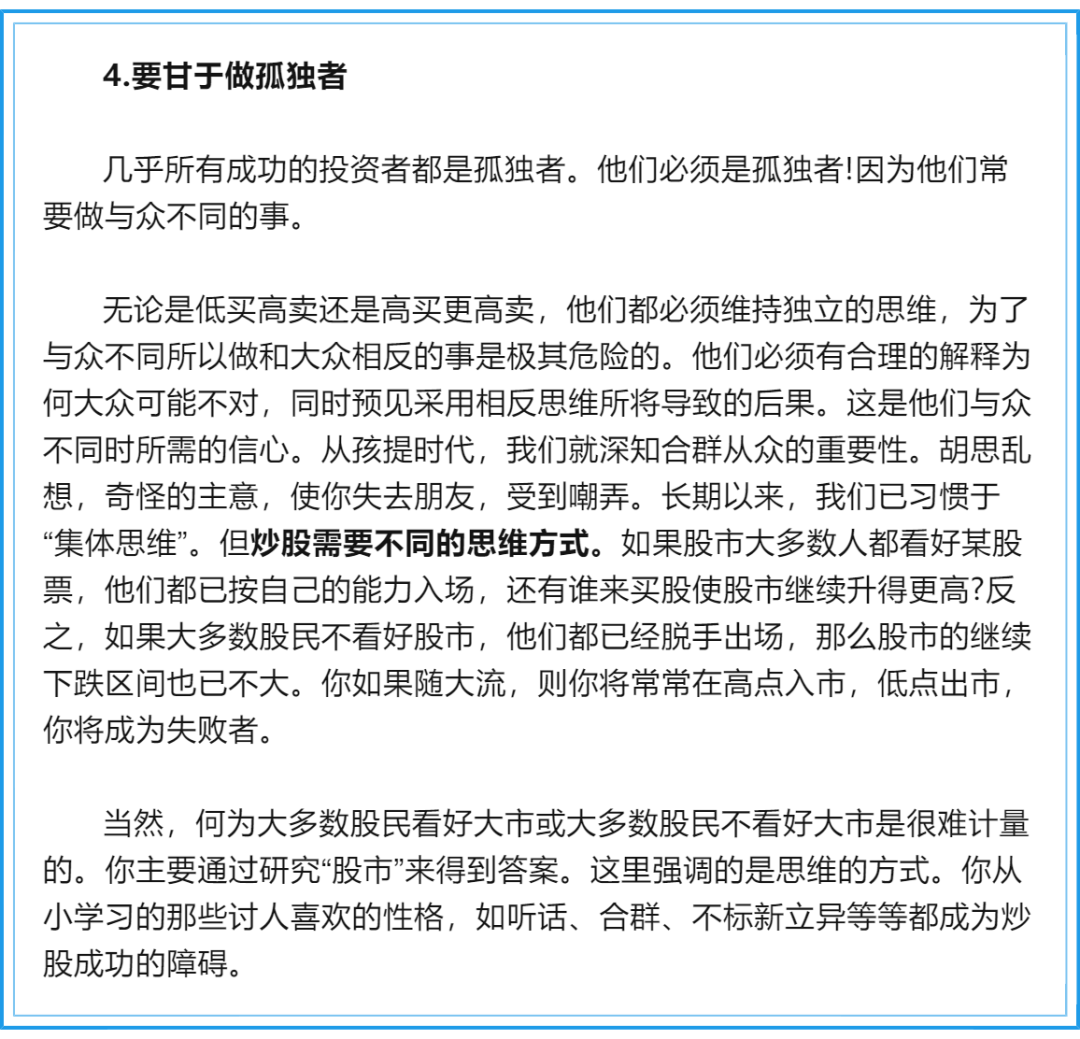 4.要甘于做孤独者
几乎所有成功的投资者都是孤独者。他们必须是孤独者!因为他们常
要做与众不同的事。
无论是低买高卖还是高买更高卖，他们都必须维持独立的思维，为了
与众不同所以做和大众相反的事是极其危险的。他们必须有合理的解释为
何大众可能不对，同时预见采用相反思维所将导致的后果。这是他们与众
不同时所需的信心。从孩提时代，我们就深知合群从众的重要性。胡思乱
想，奇怪的主意，使你失去朋友，受到嘲弄。长期以来，我们已习惯于
“集体思维”。但炒股需要不同的思维方式。如果股市大多数人都看好某股
票，他们都已按自己的能力入场，还有谁来买股使股市继续升得更高?反
之，如果大多数股民不看好股市，他们都已经脱手出场，那么股市的继续
下跌区间也已不大。你如果随大流，则你将常常在高点入市，低点出市，
你将成为失败者。
当然，何为大多数股民看好大市或大多数股民不看好大市是很难计量
的。你主要通过研究“股市”来得到答案。这里强调的是思维的方式。你从
小学习的那些讨人喜欢的性格，如听话、合群、不标新立异等等都成为炒
股成功的障碍。